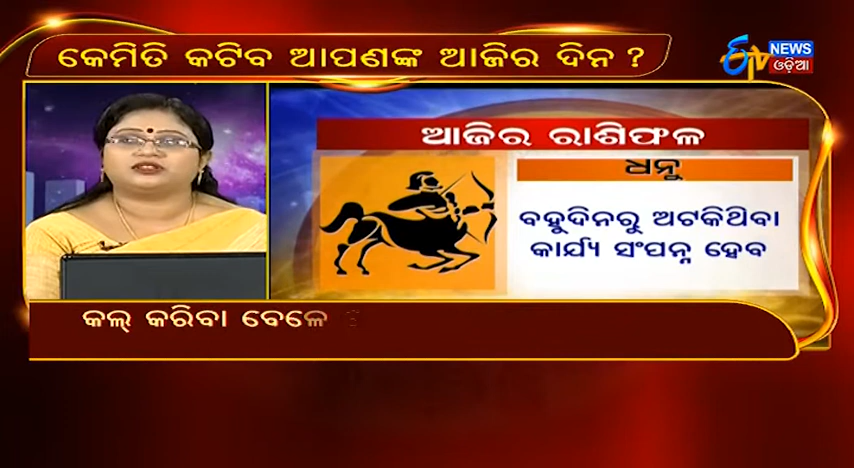 କେମିତି କଟିବ ଆପଣଙ୍କ ଆଜିର ଦିନ ?
ETV NEWS
ଓଡ଼ିଆ
ଆଜିର ରାଶିଫଳ
ଧନୁ
ବହୁଦିନରୁ ଅଟକିଥିବା
କାର୍ଯ୍ୟ ସଂପନ୍ନ ହେବ
କଲ୍ କରିବା ବେଳେ